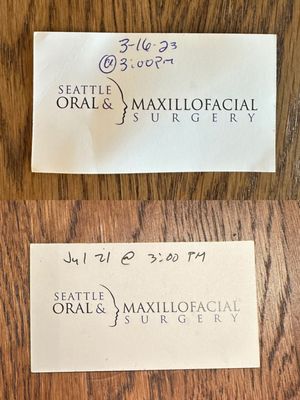 3-16-23
@ 3:00PM
SEATTLE
ORAL & MAXILLOFACIAL
SURGERY
Jul 21 @ 3:00 PM
SEATTLE
ORAL & MAXILLOFACIAL
SURGERY